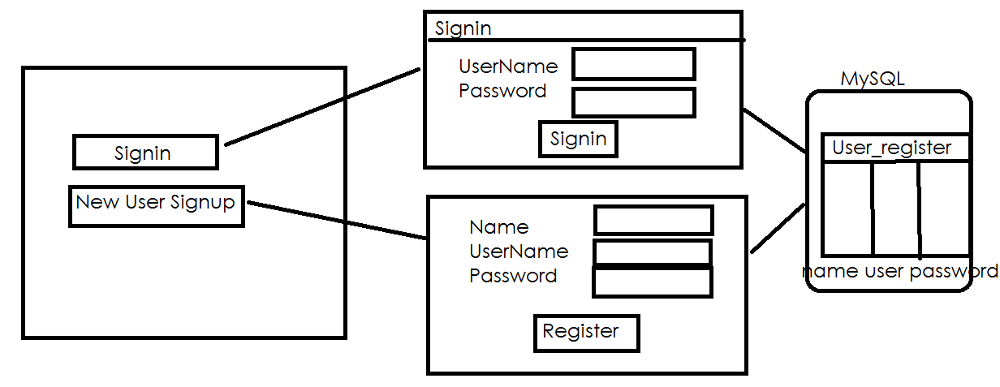 Signin
New User Signup
Signin
UserName
Password
Signin
Name
UserName
Password
Register
MySQL
User_register
name user password